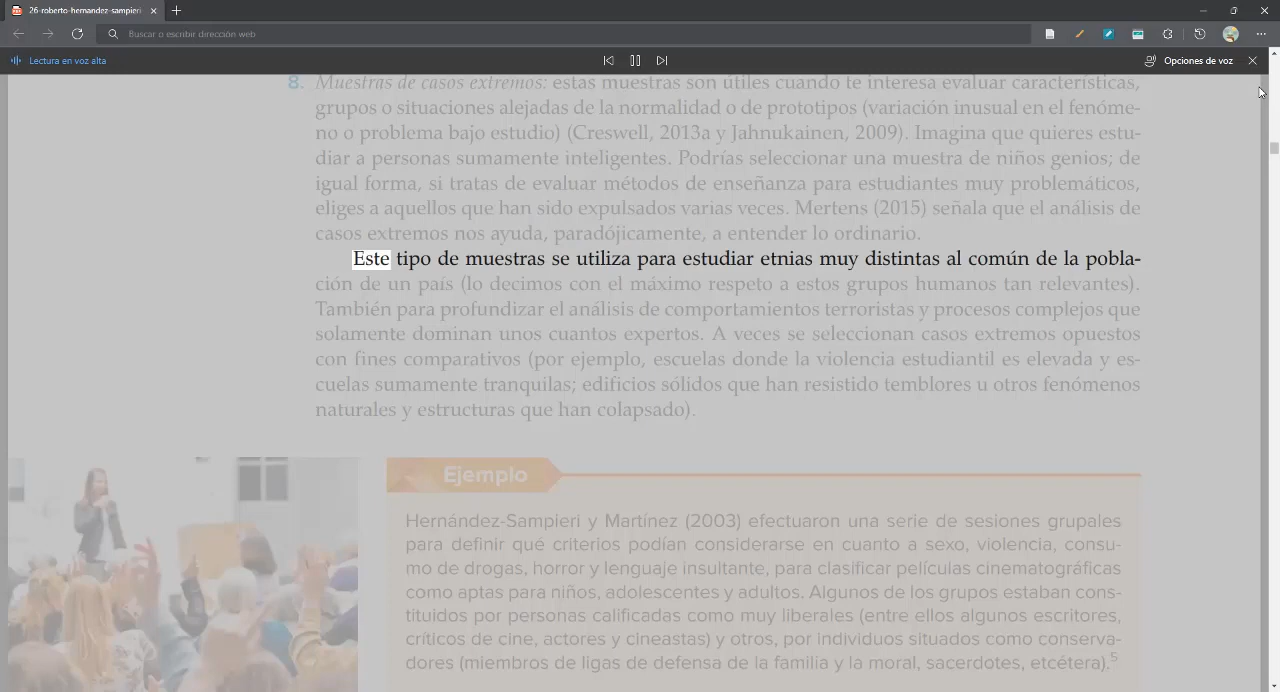 26-roberto-hernandez-sampieri
Buscar o escribir dirección web
Lectura en voz alta
Opciones de voz
8. Muestras de casos extremos: estas muestras son útiles cuando te interesa evaluar características,
grupos o situaciones alejadas de la normalidad o de prototipos (variación inusual en el fenóme-
no o problema bajo estudio) (Creswell, 2013a y Jahnukainen, 2009). Imagina que quieres estu-
diar a personas sumamente inteligentes. Podrías seleccionar una muestra de niños genios; de
igual forma, si tratas de evaluar métodos de enseñanza para estudiantes muy problemáticos,
eliges a aquellos que han sido expulsados varias veces. Mertens (2015) señala que el análisis de
casos extremos nos ayuda, paradójicamente, a entender lo ordinario.
Este tipo de muestras se utiliza para estudiar etnias muy distintas al común de la pobla-
ción de un país (lo decimos con el máximo respeto a estos grupos humanos tan relevantes).
También para profundizar el análisis de comportamientos terroristas y procesos complejos que
solamente dominan unos cuantos expertos. A veces se seleccionan casos extremos opuestos
con fines comparativos (por ejemplo, escuelas donde la violencia estudiantil es elevada y es-
cuelas sumamente tranquilas; edificios sólidos que han resistido temblores u otros fenómenos
naturales y estructuras que han colapsado).
Ejemplo
Hernández-Sampieri y Martínez (2003) efectuaron una serie de sesiones grupales
para definir qué criterios podían considerarse en cuanto a sexo, violencia, consu-
mo de drogas, horror y lenguaje insultante, para clasificar películas cinematográficas
como aptas para niños, adolescentes y adultos. Algunos de los grupos estaban cons-
tituidos por personas calificadas como muy liberales (entre ellos algunos escritores,
críticos de cine, actores y cineastas) y otros, por individuos situados como conserva-
dores (miembros de ligas de defensa de la familia y la moral, sacerdotes, etcétera).5